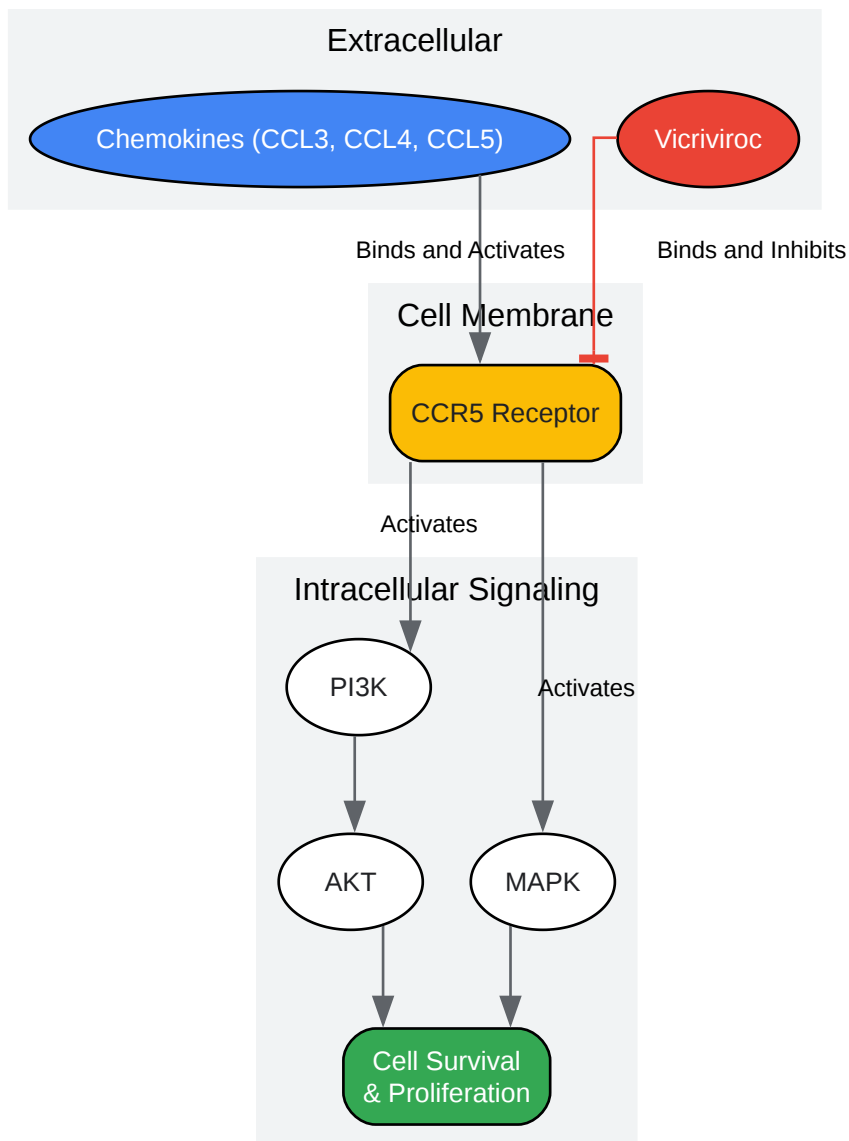 Extracellular
Chemokines (CCL3, CCL4, CCL5)
Vicriviroc
Binds and Activates
Binds and Inhibits
Cell Membrane
CCR5 Receptor
Activates
Intracellular Signaling
PI3K
Activates
AKT
MAPK
Cell Survival
& Proliferation